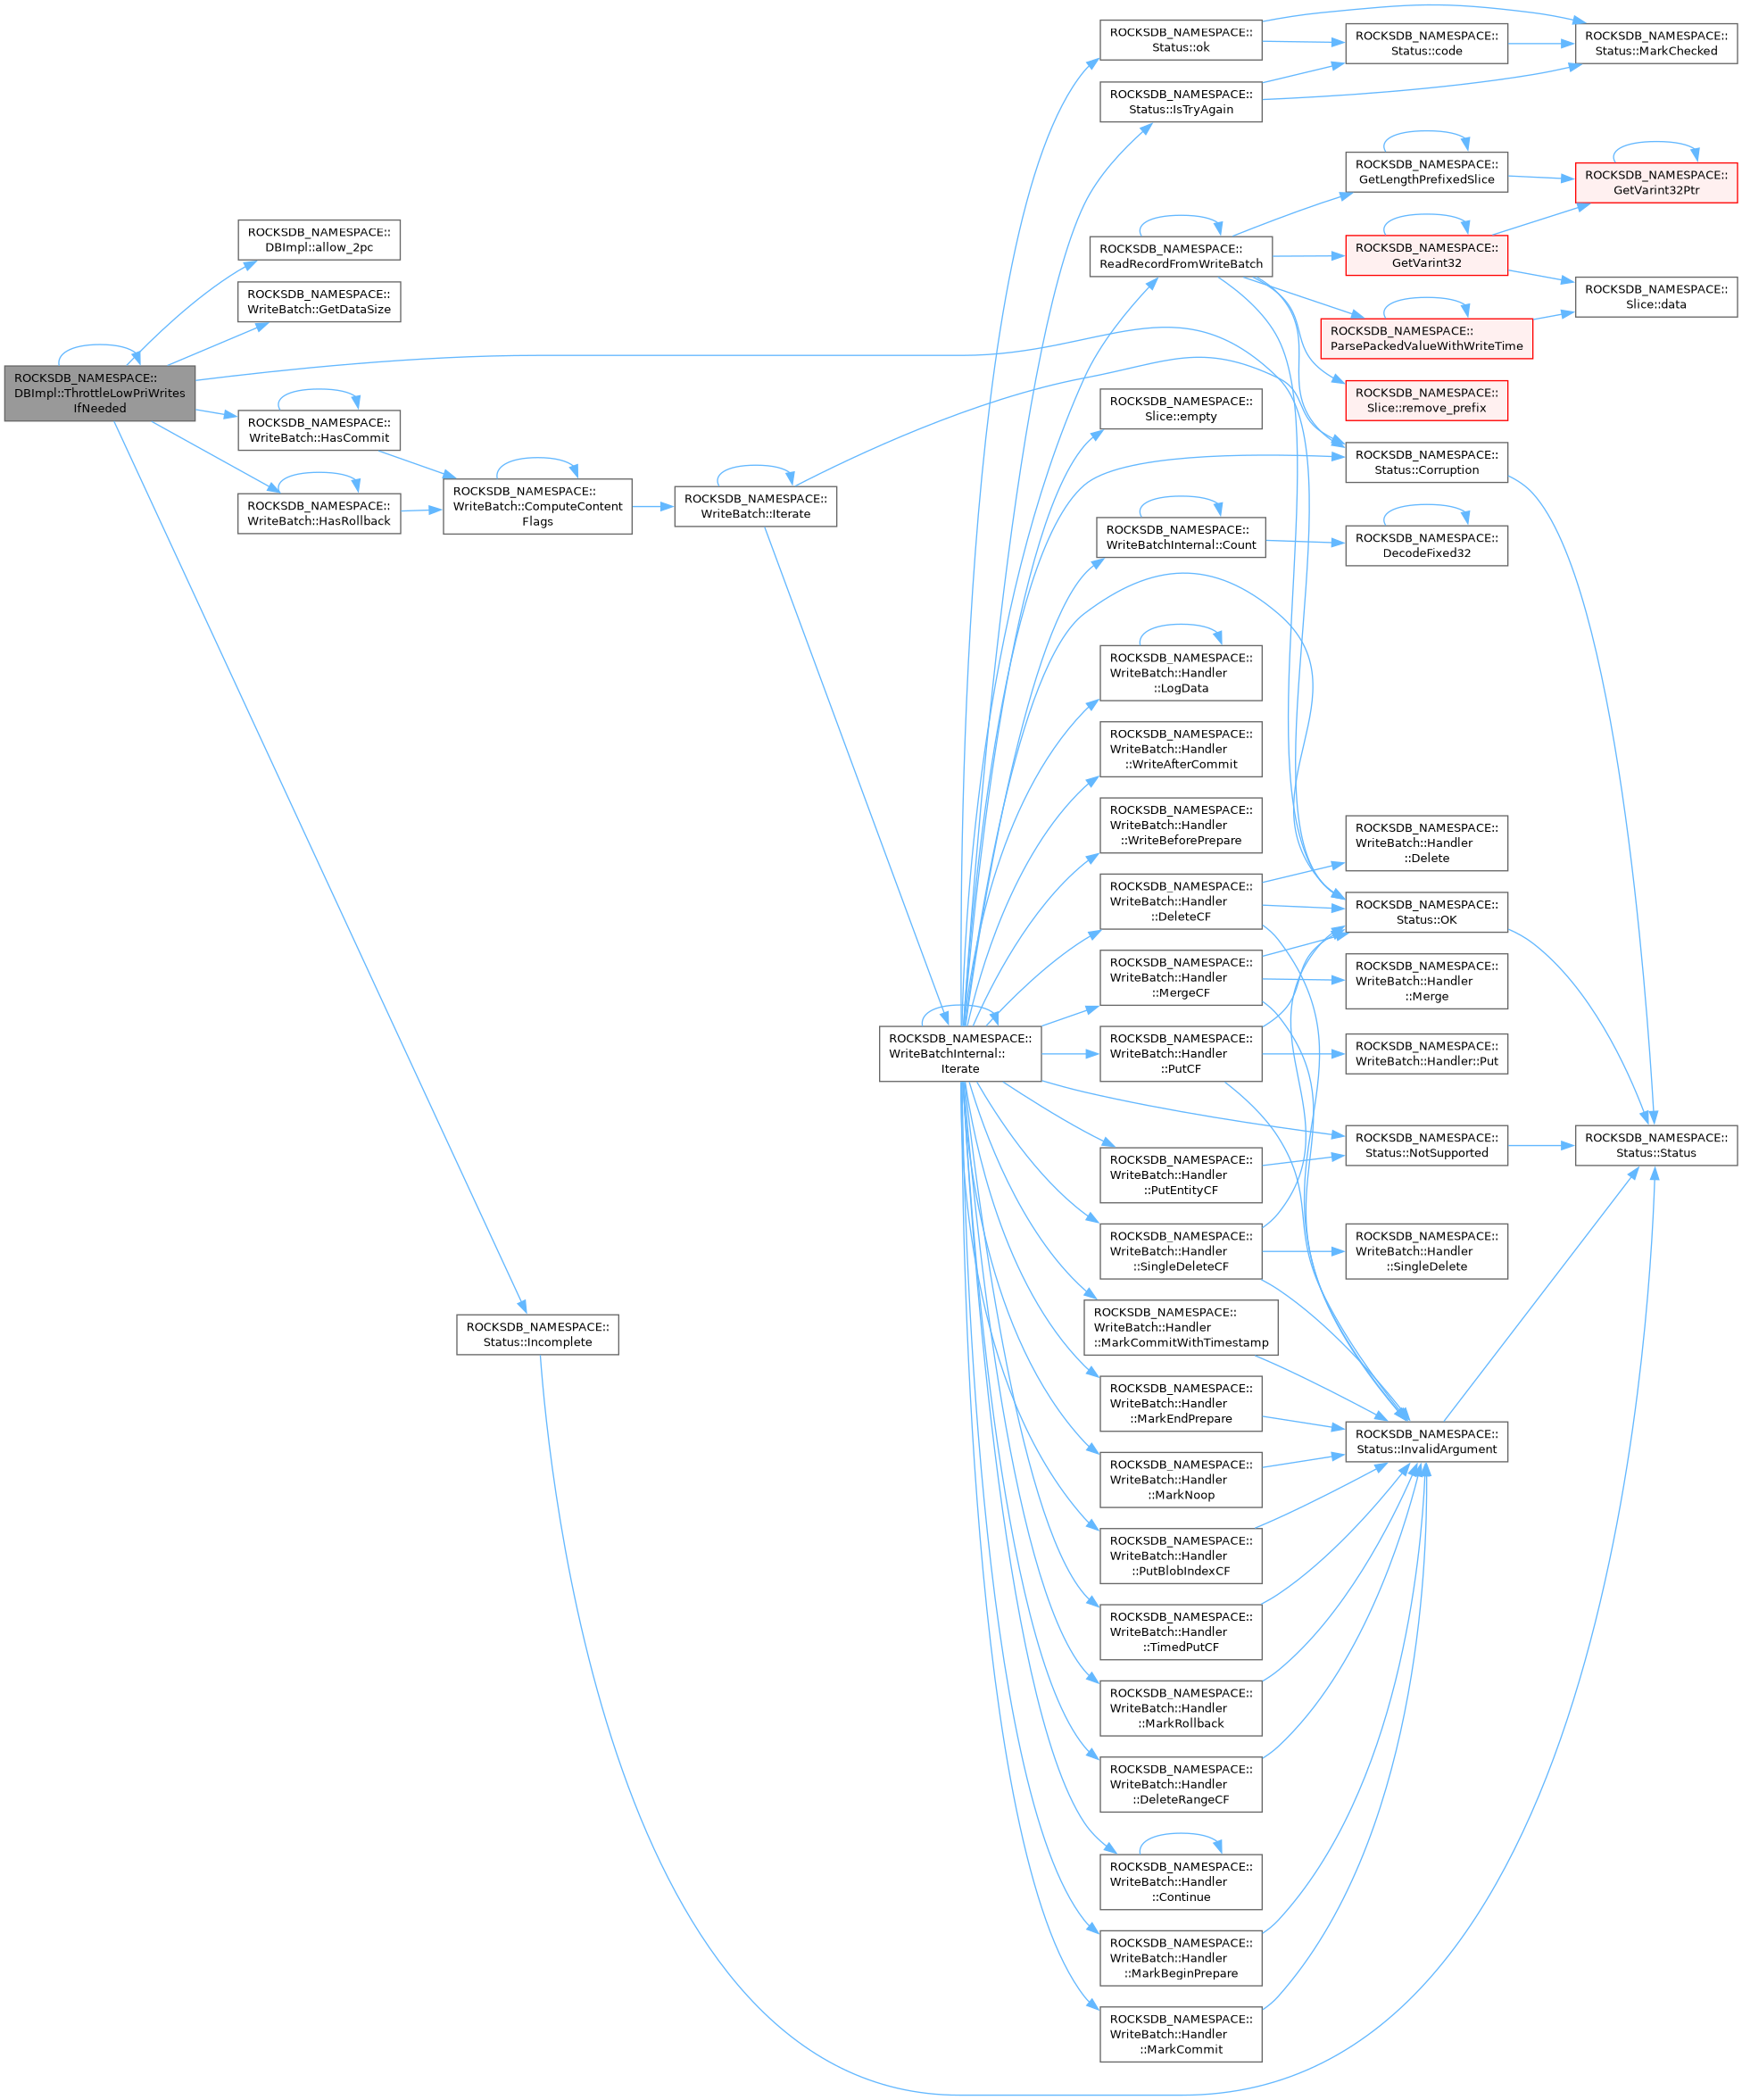 ROCKSDB_NAMESPACE::
DBImpl::ThrottleLowPriWrites
IfNeeded
ROCKSDB_NAMESPACE::
DBImpl::allow_2pc
ROCKSDB_NAMESPACE::
WriteBatch::GetDataSize
ROCKSDB_NAMESPACE::
WriteBatch::HasCommit
ROCKSDB_NAMESPACE::
WriteBatch::HasRollback
ROCKSDB_NAMESPACE::
WriteBatch::ComputeContent
Flags
ROCKSDB_NAMESPACE::
Status::Incomplete
ROCKSDB_NAMESPACE::
WriteBatch::Iterate
ROCKSDB_NAMESPACE::
WriteBatchInternal::
Iterate
ROCKSDB_NAMESPACE::
Status::ok
ROCKSDB_NAMESPACE::
Status::IsTryAgain
ROCKSDB_NAMESPACE::
ReadRecordFromWriteBatch
ROCKSDB_NAMESPACE::
Slice::empty
ROCKSDB_NAMESPACE::
WriteBatchInternal::Count
ROCKSDB_NAMESPACE::
WriteBatch::Handler
::LogData
ROCKSDB_NAMESPACE::
WriteBatch::Handler
::WriteAfterCommit
ROCKSDB_NAMESPACE::
WriteBatch::Handler
::WriteBeforePrepare
ROCKSDB_NAMESPACE::
WriteBatch::Handler
::DeleteCF
ROCKSDB_NAMESPACE::
WriteBatch::Handler
::MergeCF
ROCKSDB_NAMESPACE::
WriteBatch::Handler
::PutCF
ROCKSDB_NAMESPACE::
WriteBatch::Handler
::PutEntityCF
ROCKSDB_NAMESPACE::
WriteBatch::Handler
::SingleDeleteCF
ROCKSDB_NAMESPACE::
WriteBatch::Handler
::MarkCommitWithTimestamp
ROCKSDB_NAMESPACE::
WriteBatch::Handler
::MarkEndPrepare
ROCKSDB_NAMESPACE::
WriteBatch::Handler
::MarkNoop
ROCKSDB_NAMESPACE::
WriteBatch::Handler
::PutBlobIndexCF
ROCKSDB_NAMESPACE::
WriteBatch::Handler
::TimedPutCF
ROCKSDB_NAMESPACE::
WriteBatch::Handler
::MarkRollback
ROCKSDB_NAMESPACE::
WriteBatch::Handler
::DeleteRangeCF
ROCKSDB_NAMESPACE::
WriteBatch::Handler
::Continue
ROCKSDB_NAMESPACE::
WriteBatch::Handler
::MarkBeginPrepare
ROCKSDB_NAMESPACE::
WriteBatch::Handler
::MarkCommit
ROCKSDB_NAMESPACE::
Status::code
ROCKSDB_NAMESPACE::
GetLengthPrefixedSlice
ROCKSDB_NAMESPACE::
GetVarint32
ROCKSDB_NAMESPACE::
ParsePackedValueWithWriteTime
ROCKSDB_NAMESPACE::
Slice::remove_prefix
ROCKSDB_NAMESPACE::
Status::Corruption
ROCKSDB_NAMESPACE::
DecodeFixed32
ROCKSDB_NAMESPACE::
WriteBatch::Handler
::Delete
ROCKSDB_NAMESPACE::
Status::OK
ROCKSDB_NAMESPACE::
WriteBatch::Handler
::Merge
ROCKSDB_NAMESPACE::
WriteBatch::Handler::Put
ROCKSDB_NAMESPACE::
Status::NotSupported
ROCKSDB_NAMESPACE::
WriteBatch::Handler
::SingleDelete
ROCKSDB_NAMESPACE::
Status::InvalidArgument
ROCKSDB_NAMESPACE::
Status::MarkChecked
ROCKSDB_NAMESPACE::
GetVarint32Ptr
ROCKSDB_NAMESPACE::
Slice::data
ROCKSDB_NAMESPACE::
Status::Status